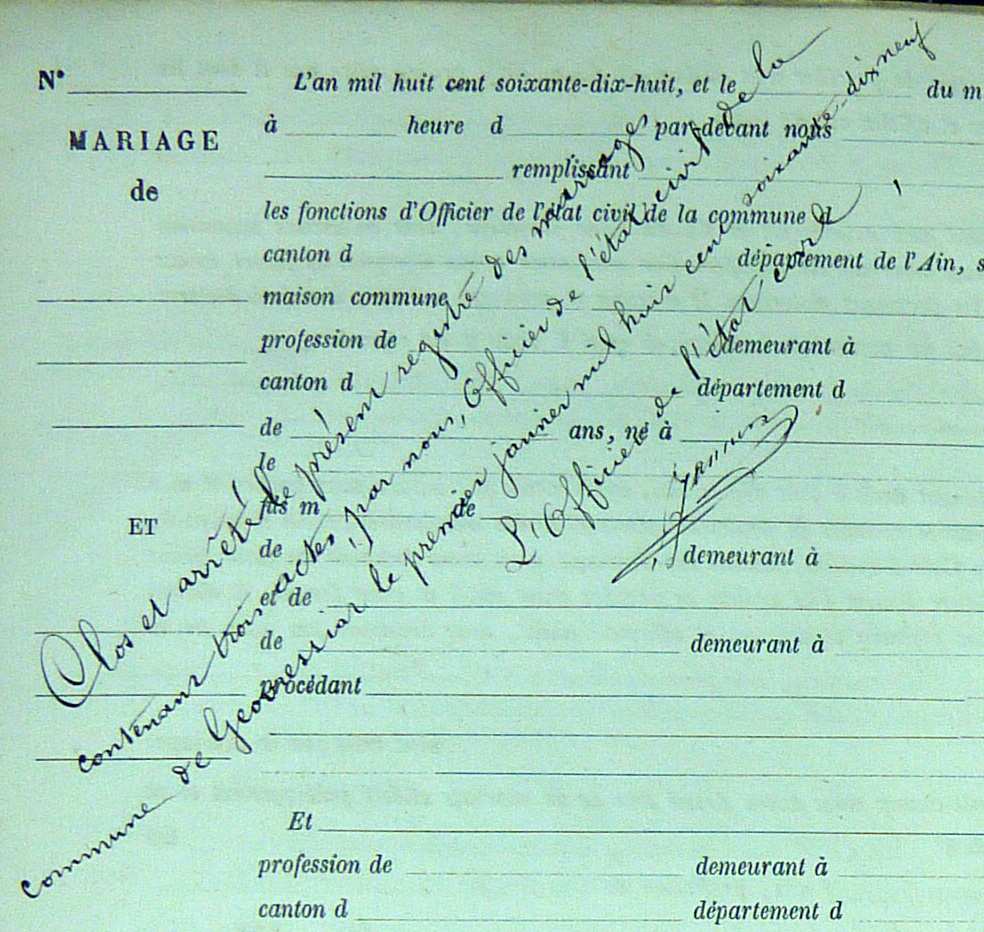 N° L'an mil huit cent soixante-dix-huit, et le du m
MARIAGE à heure d par-devant nous
de remplissant
les fonctions d'Officier de l'état civil de la commune d
canton d département de l'Ain, s
maison commune
profession de demeurant à
canton d département d
de ans, né à
le
fils m de
ET de demeurant à
et de
de demeurant à
procédant
Et
profession de demeurant à
canton d département d
Clos et arrêté le présent registre des mariages
contenant trois actes, par nous, Officier de l'état civil de la
commune de Geovressiat le premier janvier mil huit cent soixante-dix neuf
L'Officier de l'état civil,